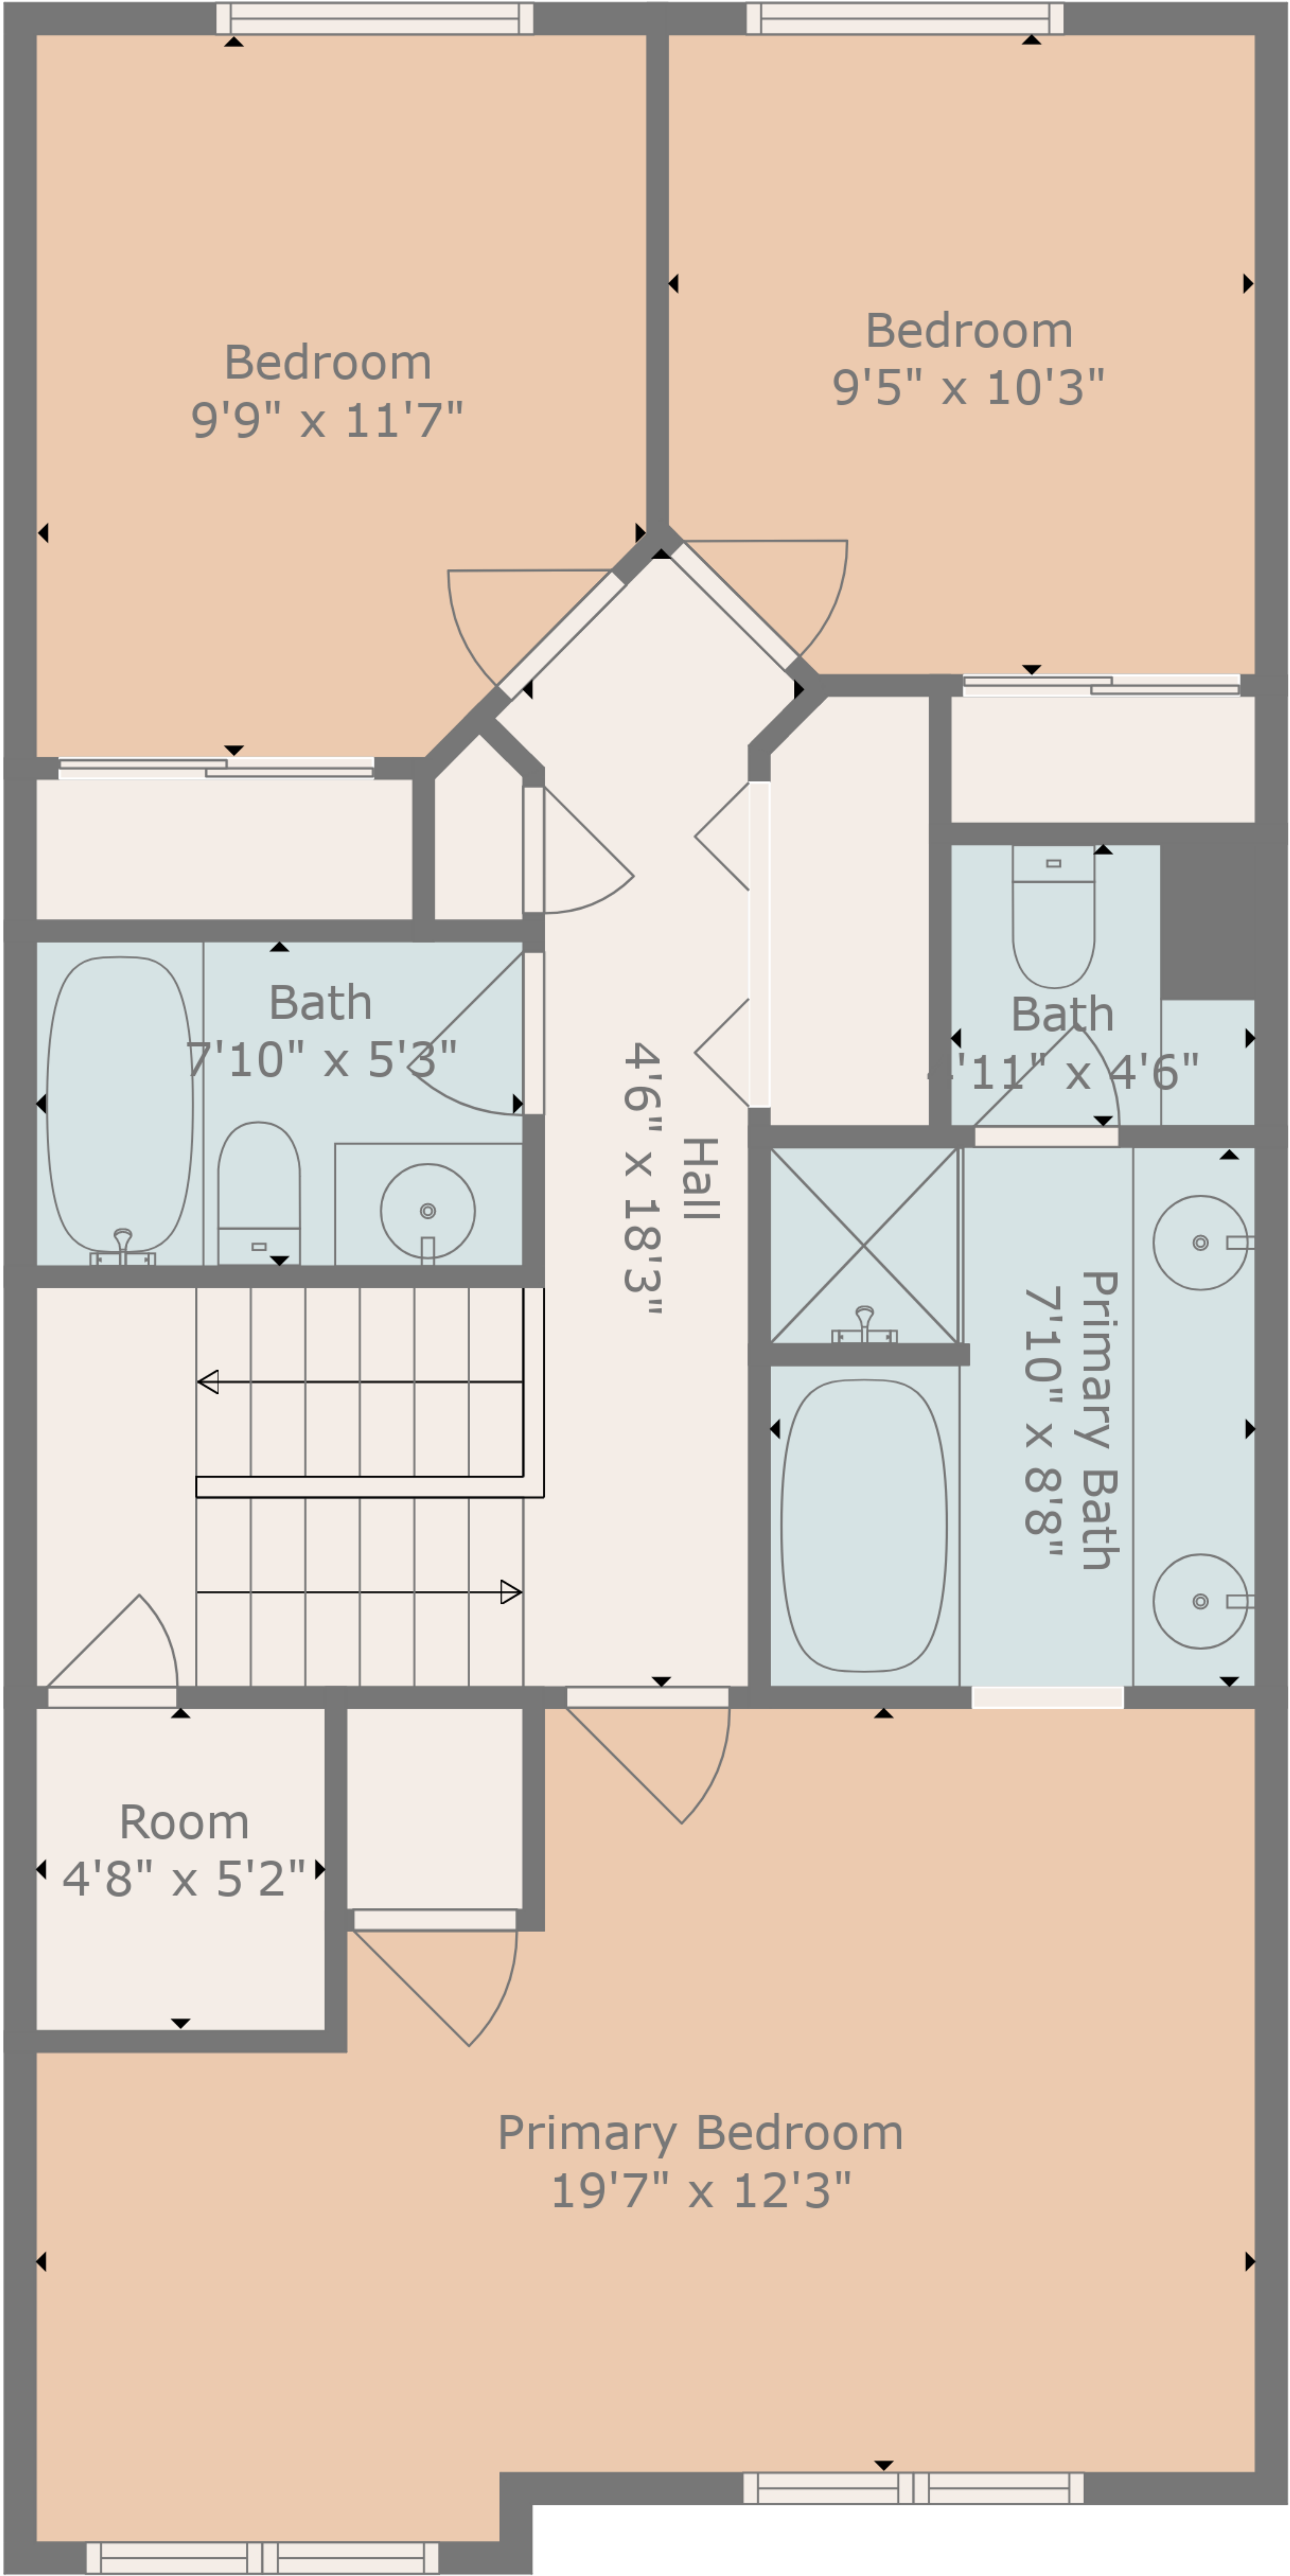 Bedroom
9'9" x 11'7"
Bedroom
9'5" x 10'3"
Bath
7'10" x 5'3"
Bath
'11" x 4'6"
Hall
4'6" x 18'3"
Primary Bath
7'10" x 8'8"
Room
4'8" x 5'2"
Primary Bedroom
19'7" x 12'3"